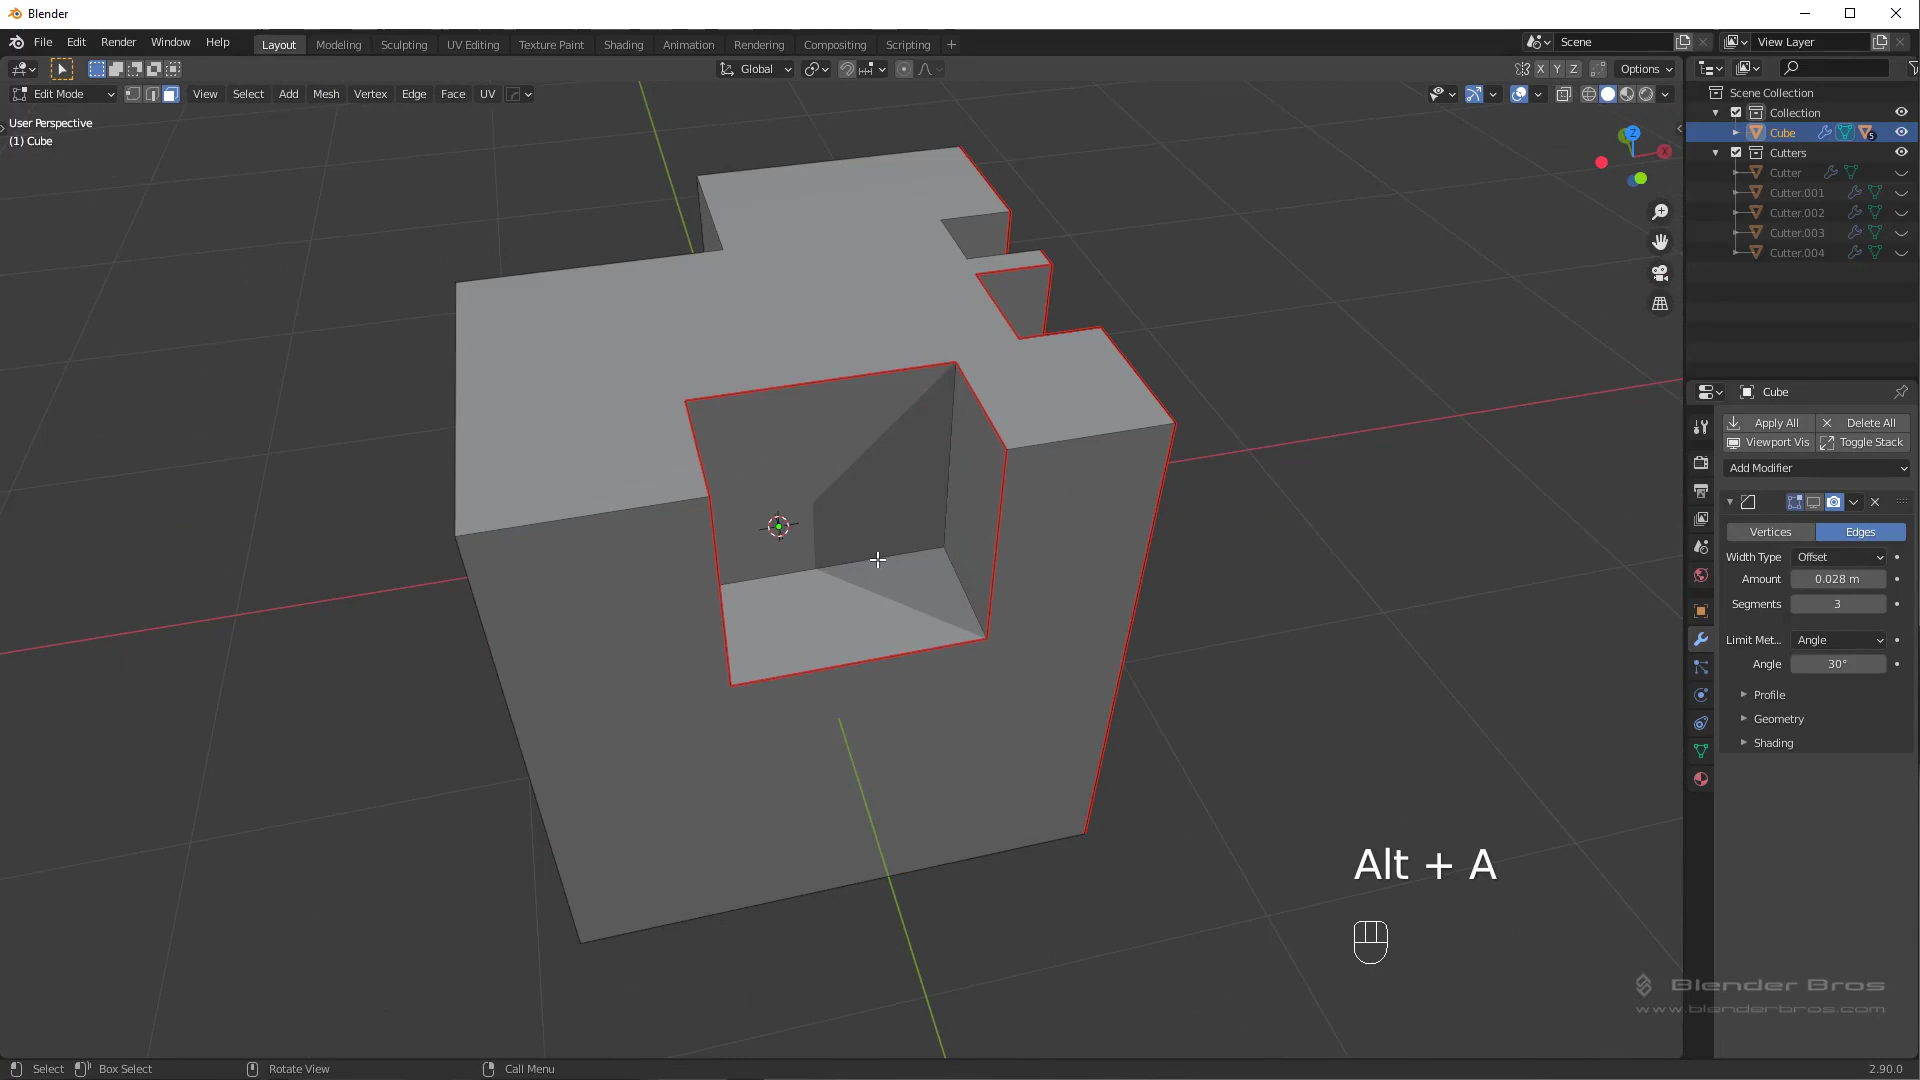 Blender
File Edit Render Window Help
Layout Modeling Sculpting UV Editing Texture Paint Shading Animation Rendering Compositing Scripting +
Scene
View Layer
Global
X Y Z Options
Edit Mode View Select Add Mesh Vertex Edge Face UV
User Perspective
(1) Cube
Z
X
Scene Collection
Collection
Cube 5
Cutters
Cutter
Cutter.001
Cutter.002
Cutter.003
Cutter.004
Cube
Apply All Delete All
Viewport Vis Toggle Stack
Add Modifier
Vertices Edges
Width Type Offset
Amount 0.028 m
Segments 3
Limit Met... Angle
Angle 30°
Profile
Geometry
Shading
Alt + A
Blender Bros
www.blenderbros.com
Select Box Select Rotate View Call Menu 2.90.0